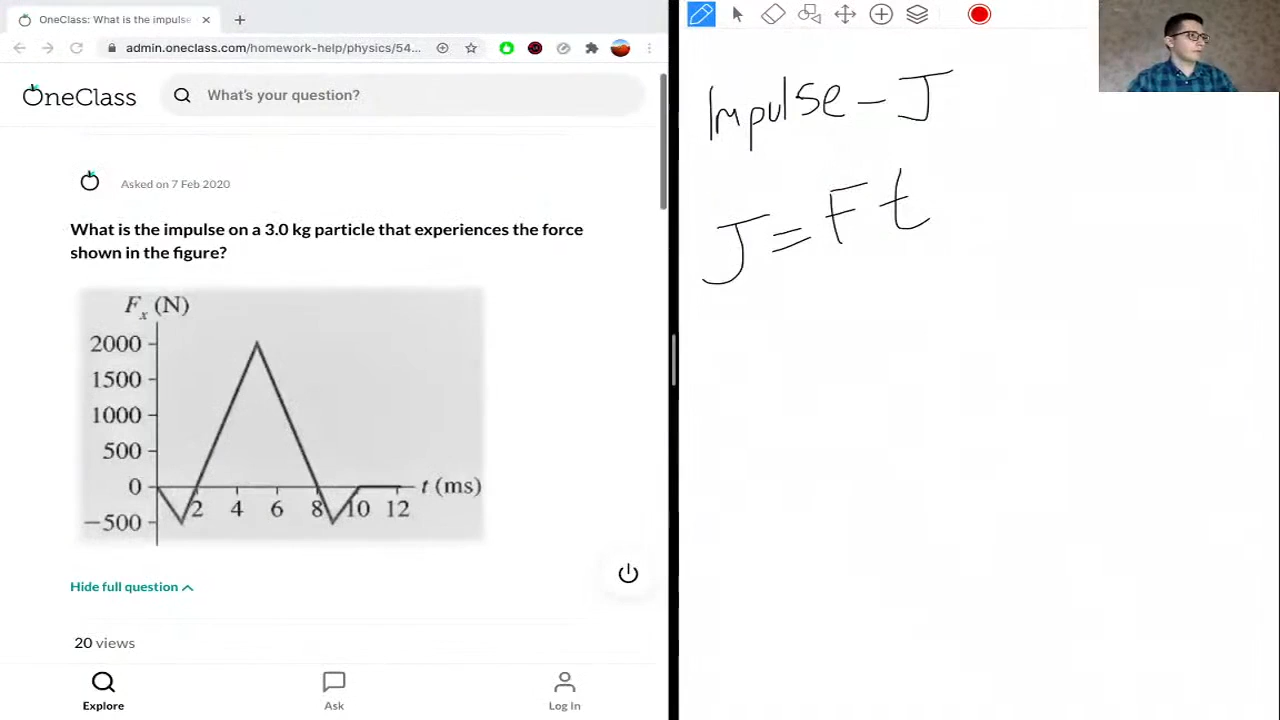 OneClass: What is the impulse
admin.oneclass.com/homework-help/physics/54...
OneClass
What's your question?
Asked on 7 Feb 2020
What is the impulse on a 3.0 kg particle that experiences the force
shown in the figure?
Fx (N)
2000
1500
1000
500
0
−500
2 4 6 8 10 12
t (ms)
Hide full question
20 views
Explore
Ask
Log In
Impulse – J
J = F t